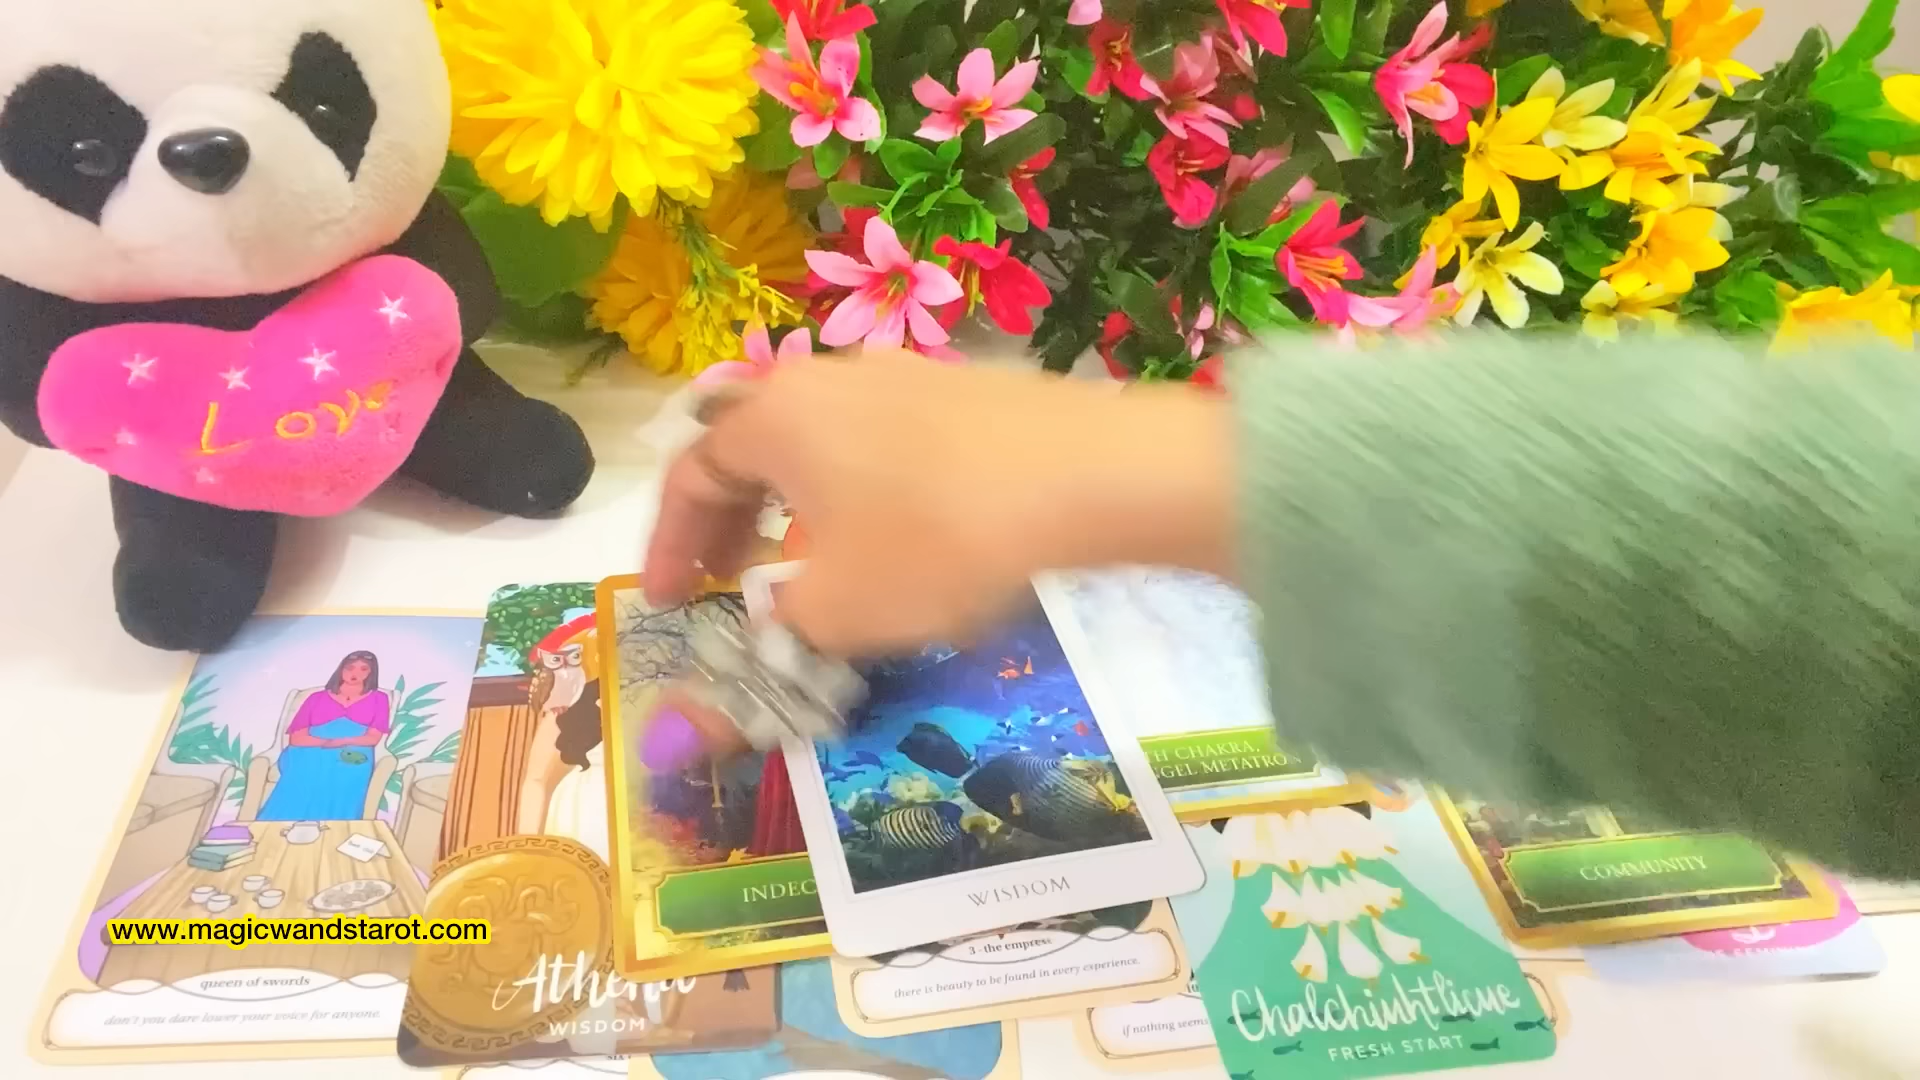 Love
TH CHAKRA,
GEL METATRON
COMMUNITY
INDEC
WISDOM
www.magicwandstarot.com
3 - the empress
there is beauty to be found in every experience.
queen of swords
don't you dare lower your voice for anyone.
Athena
WISDOM
if nothing seems
Chalchiuhtlicue
FRESH START